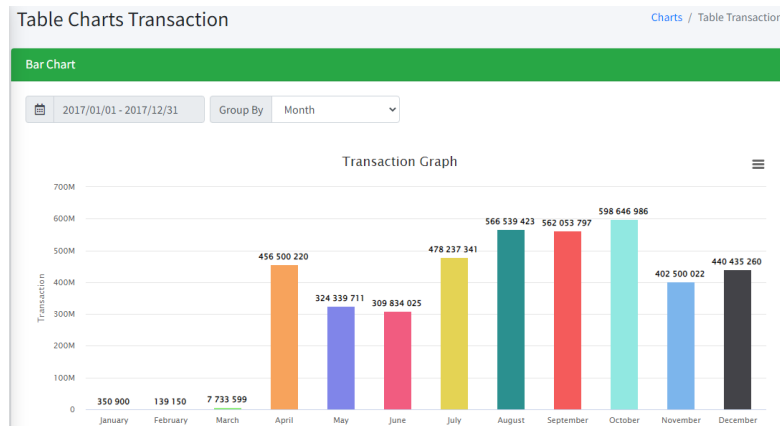 Table Charts Transaction
Charts / Table Transaction
Bar Chart
2017/01/01 - 2017/12/31 Group By Month
Transaction Graph
700M
600M
500M
400M
300M
200M
100M
0
Transaction
350 900
139 150
7 733 599
456 500 220
324 339 711
309 834 025
478 237 341
566 539 423
562 053 797
598 646 986
402 500 022
440 435 260
January February March April May June July August September October November December